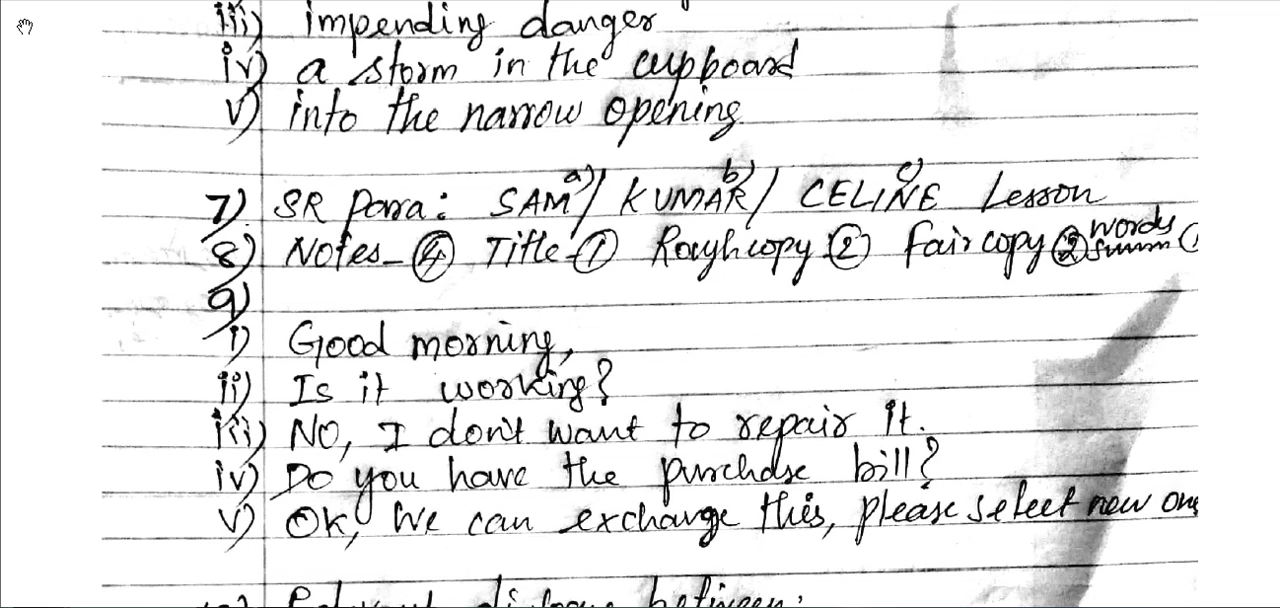 iii) impending danger
iv) a storm in the cupboard
v) into the narrow opening.
7) SR Para: SAM a) / KUMAR b) / CELINE c) Lesson
8) Notes - 4 Title - 1 Rough copy 2 Fair copy 2 words
9)
i) Good morning,
ii) Is it working?
iii) NO, I don't want to repair it.
iv) Do you have the purchase bill?
v) OK, We can exchange this, please select new one
Relevant dialogue between: